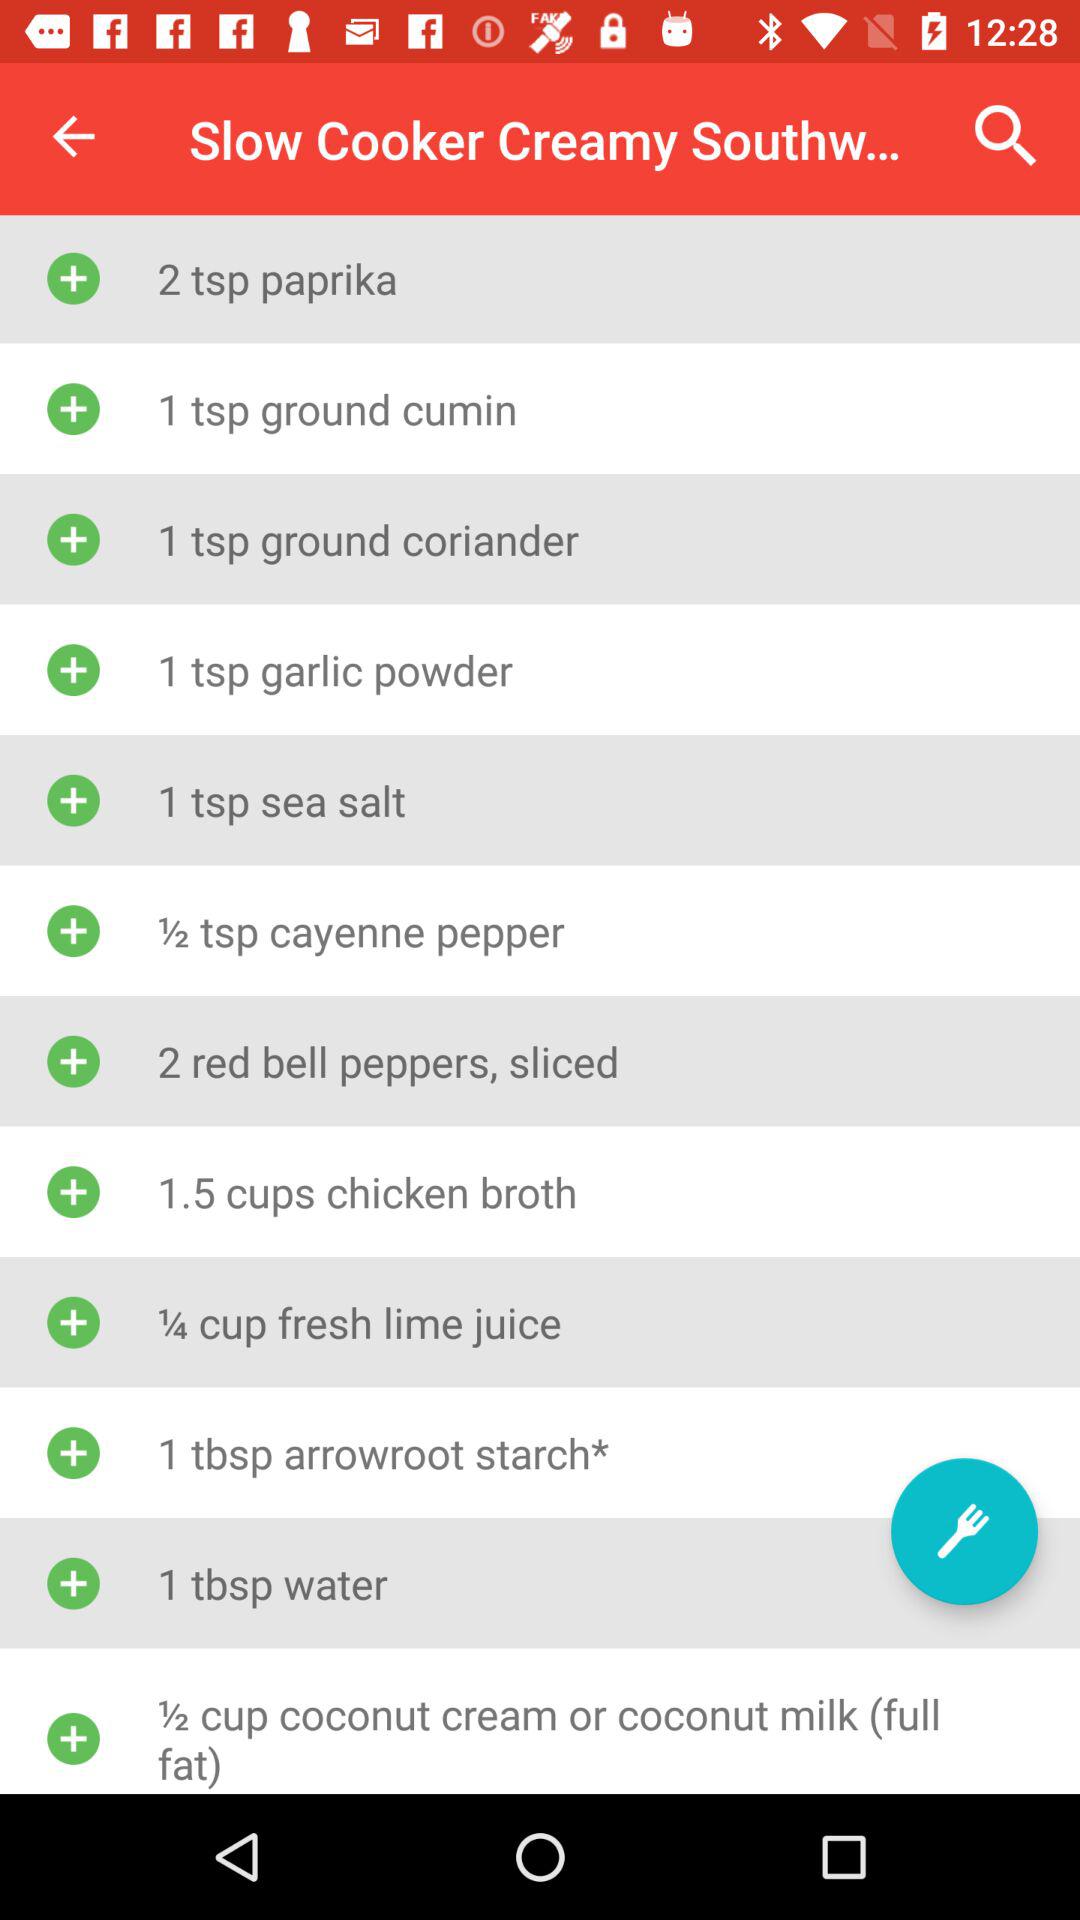 FAKE
12:28
Slow Cooker Creamy Southw...
2 tsp paprika
1 tsp ground cumin
1 tsp ground coriander
1 tsp garlic powder
1 tsp sea salt
½ tsp cayenne pepper
2 red bell peppers, sliced
1.5 cups chicken broth
¼ cup fresh lime juice
1 tbsp arrowroot starch*
1 tbsp water
½ cup coconut cream or coconut milk (full
fat)